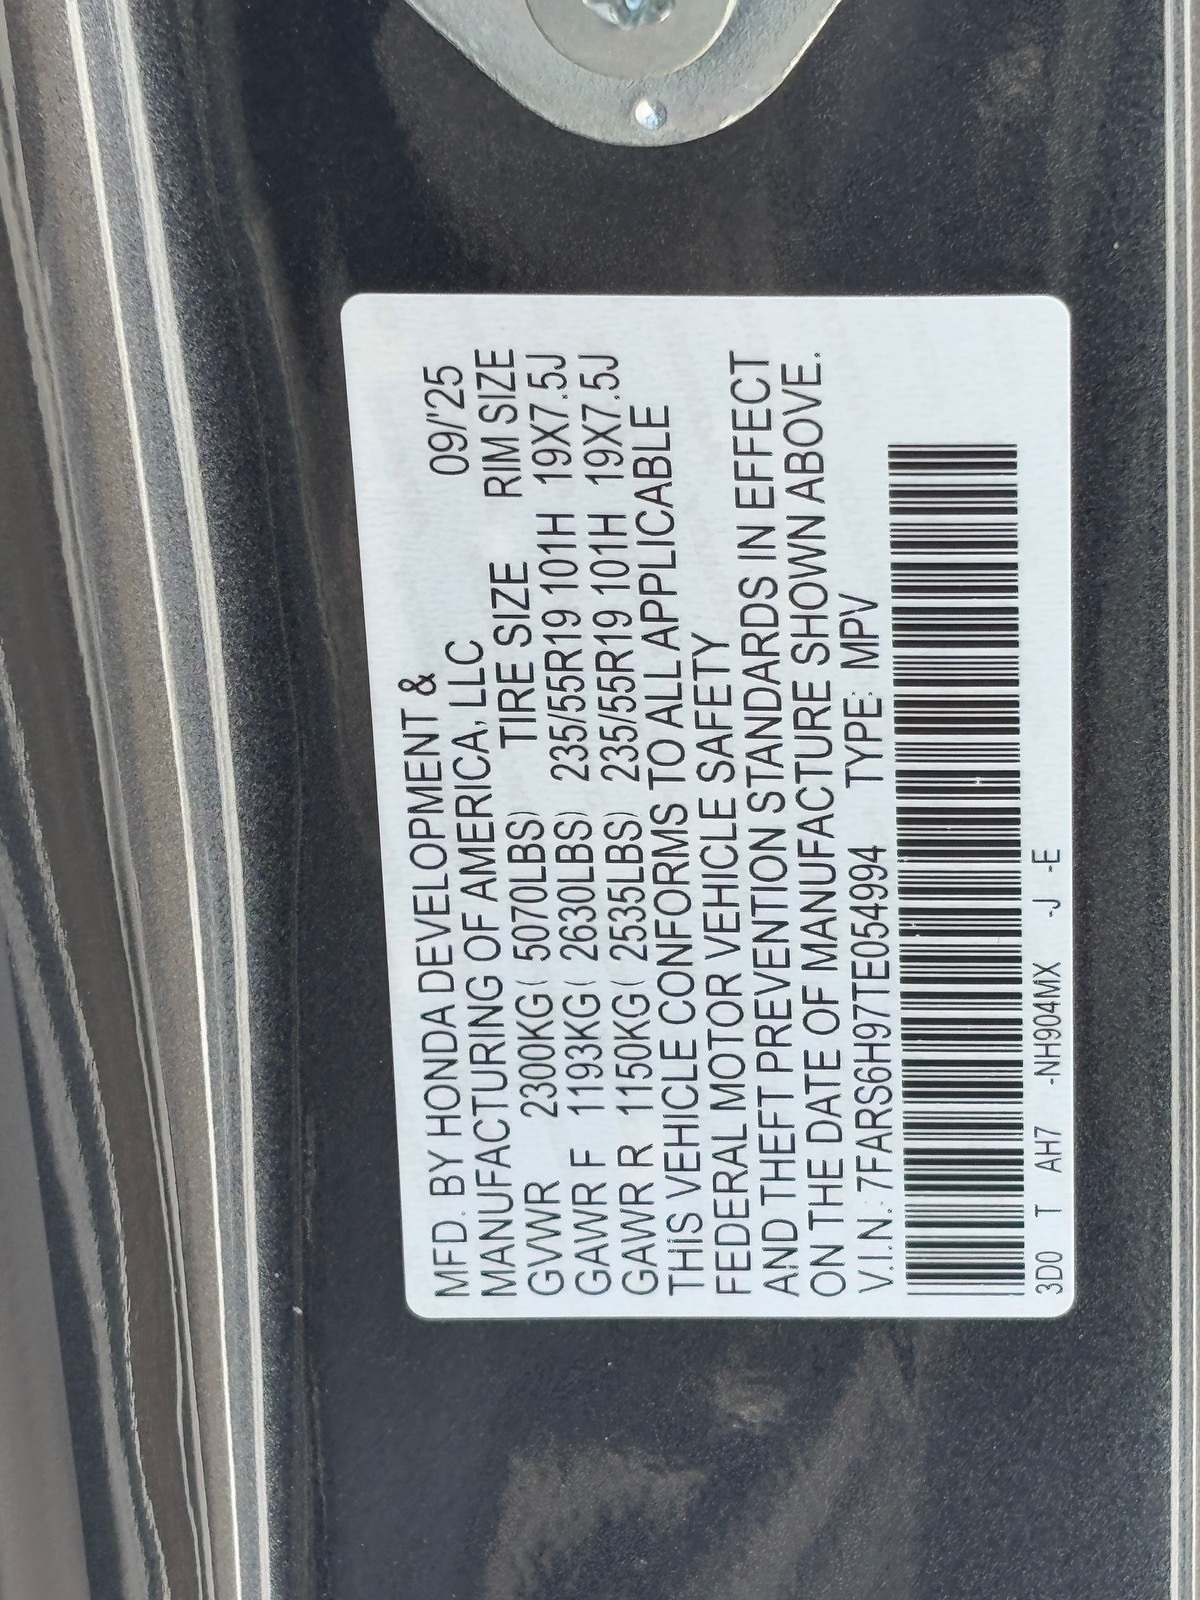 MFD. BY HONDA DEVELOPMENT &
MANUFACTURING OF AMERICA, LLC 09/'25
GVWR 2300KG( 5070LBS) TIRE SIZE RIM SIZE
GAWR F 1193KG( 2630LBS) 235/55R19 101H 19X7.5J
GAWR R 1150KG( 2535LBS) 235/55R19 101H 19X7.5J
THIS VEHICLE CONFORMS TO ALL APPLICABLE
FEDERAL MOTOR VEHICLE SAFETY
AND THEFT PREVENTION STANDARDS IN EFFECT
ON THE DATE OF MANUFACTURE SHOWN ABOVE.
V.I.N.: 7FARS6H97TE054994 TYPE: MPV
3D0 T AH7 -NH904MX -J -E